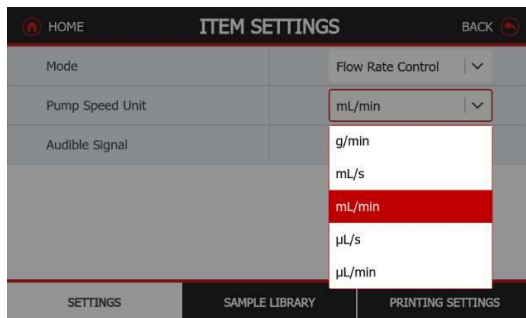 HOME ITEM SETTINGS BACK
Mode Flow Rate Control
Pump Speed Unit mL/min
Audible Signal
g/min
mL/s
mL/min
µL/s
µL/min
SETTINGS SAMPLE LIBRARY PRINTING SETTINGS